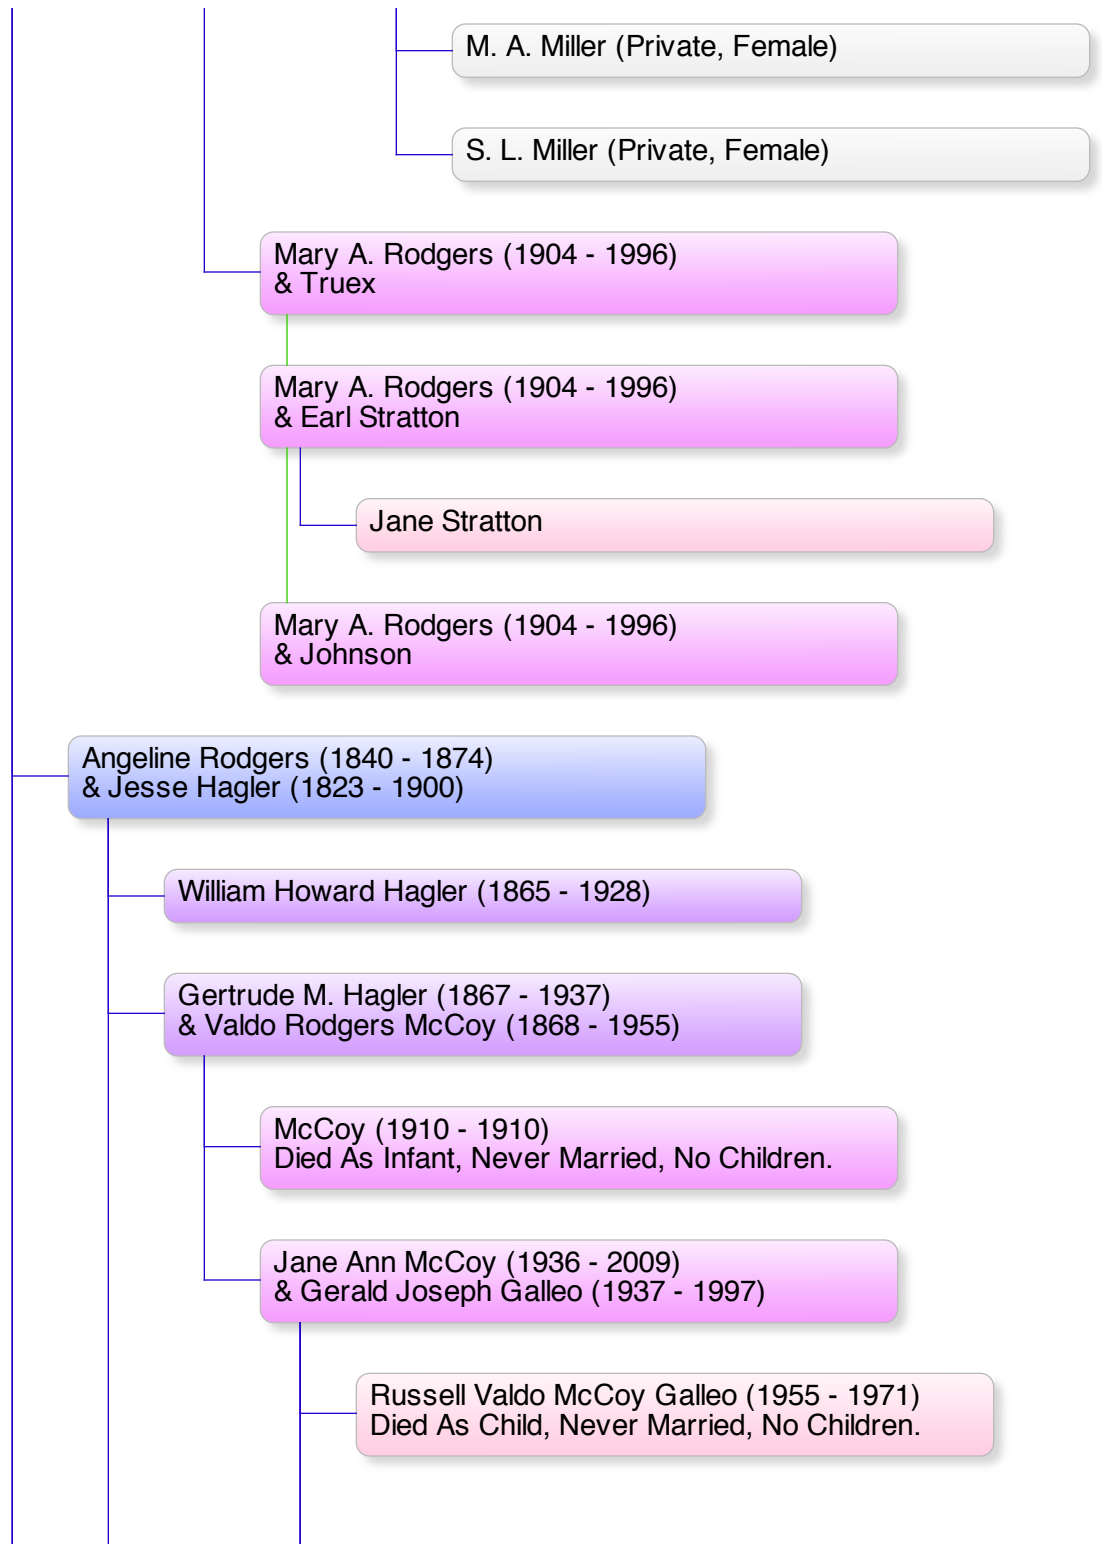 M. A. Miller (Private, Female)
S. L. Miller (Private, Female)
Mary A. Rodgers (1904 - 1996)
& Truex
Mary A. Rodgers (1904 - 1996)
& Earl Stratton
Jane Stratton
Mary A. Rodgers (1904 - 1996)
& Johnson
Angeline Rodgers (1840 - 1874)
& Jesse Hagler (1823 - 1900)
William Howard Hagler (1865 - 1928)
Gertrude M. Hagler (1867 - 1937)
& Valdo Rodgers McCoy (1868 - 1955)
McCoy (1910 - 1910)
Died As Infant, Never Married, No Children.
Jane Ann McCoy (1936 - 2009)
& Gerald Joseph Galleo (1937 - 1997)
Russell Valdo McCoy Galleo (1955 - 1971)
Died As Child, Never Married, No Children.